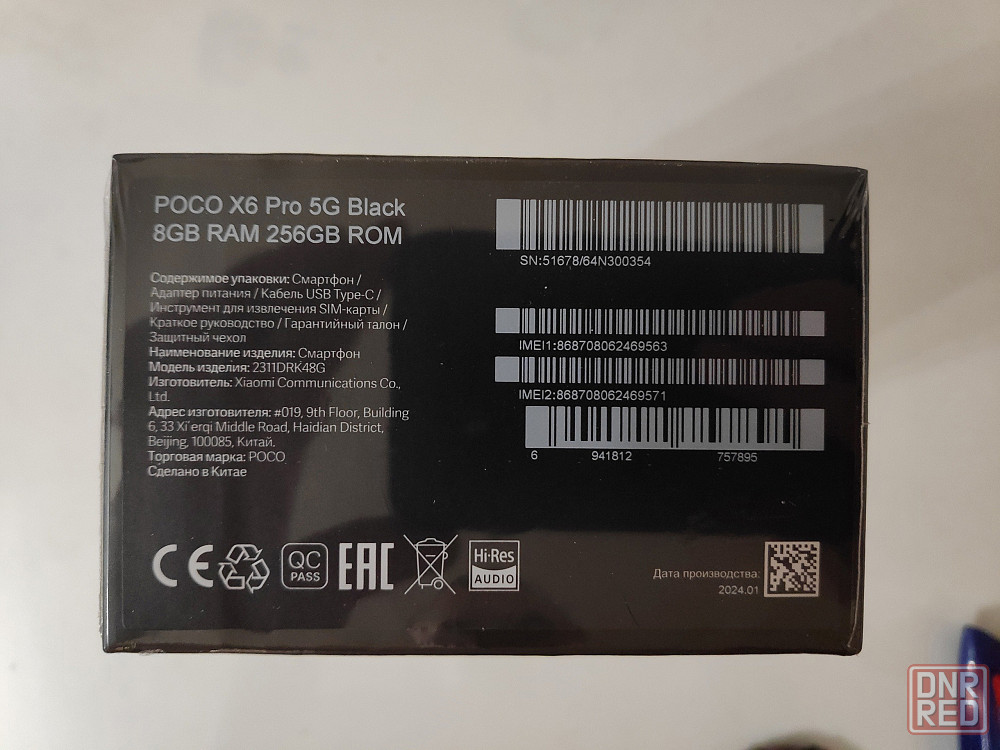 POCO X6 Pro 5G Black
8GB RAM 256GB ROM
Содержимое упаковки: Смартфон /
Адаптер питания / Кабель USB Type-C /
Инструмент для извлечения SIM-карты /
Краткое руководство / Гарантийный талон /
Защитный чехол
Наименование изделия: Смартфон
Модель изделия: 2311DRK48G
Изготовитель: Xiaomi Communications Co.,
Ltd.
Адрес изготовителя: #019, 9th Floor, Building
6, 33 Xi'erqi Middle Road, Haidian District,
Beijing, 100085, Китай.
Торговая марка: POCO
Сделано в Китае
SN:51678/64N300354
IMEI1:868708062469563
IMEI2:868708062469571
6 941812 757895
CE
QC
PASS
EAC
Hi-Res
AUDIO
Дата производства:
2024.01
DNR
RED